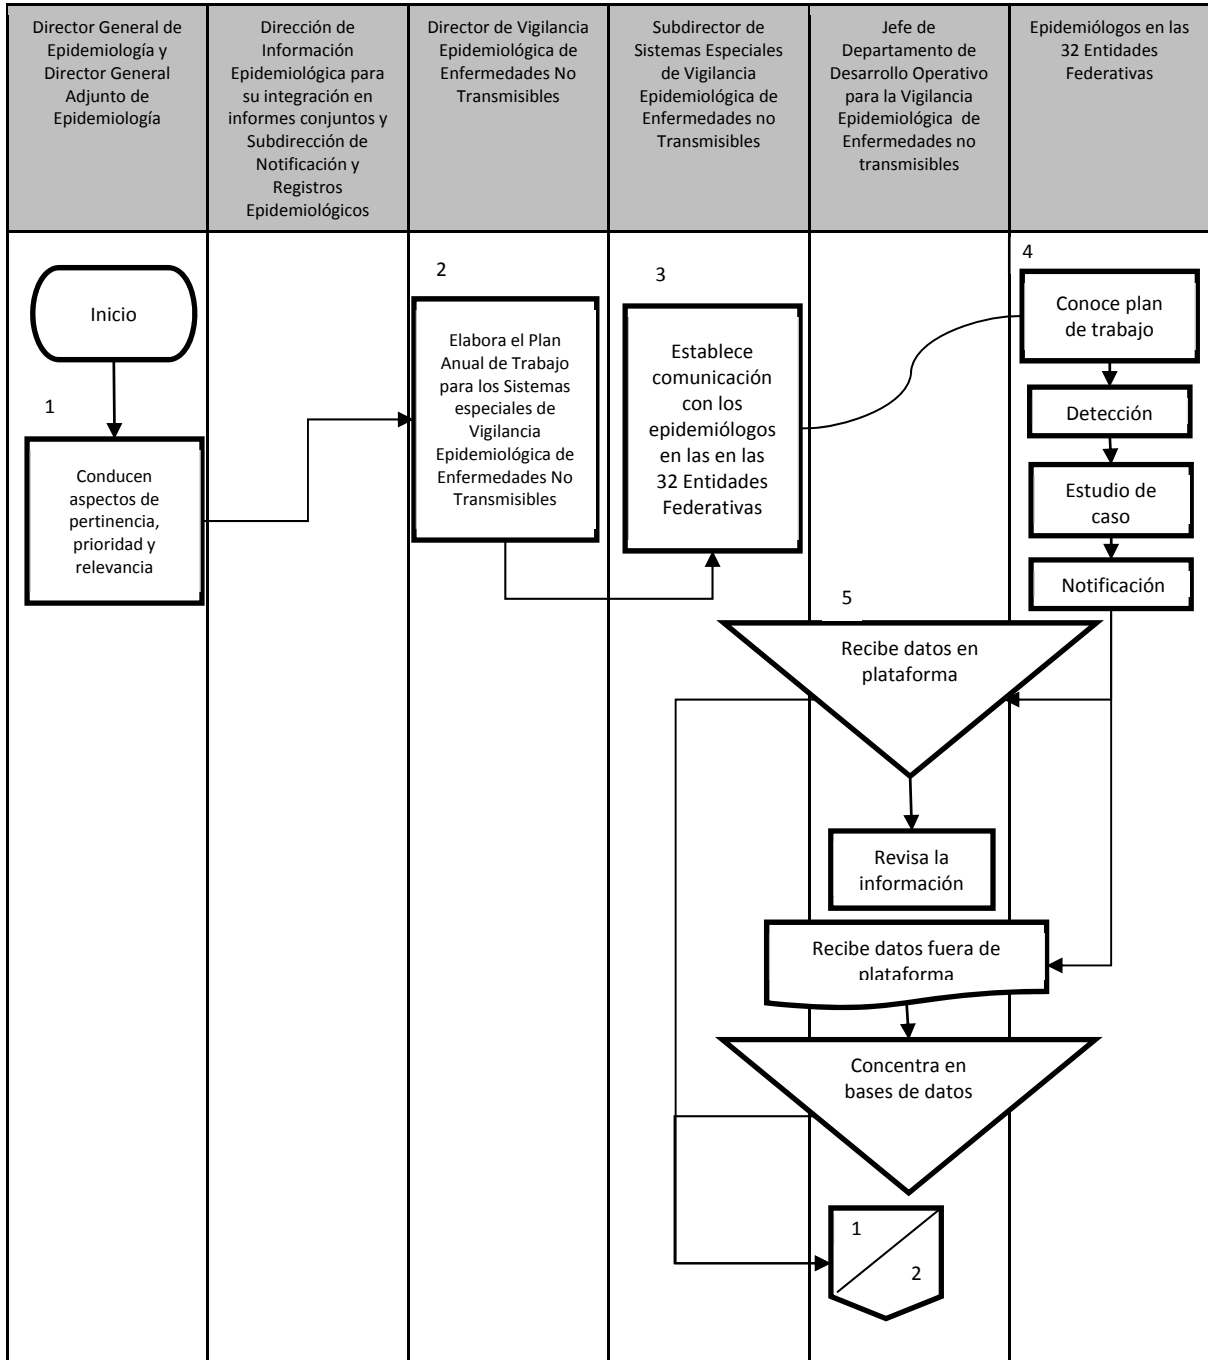 Director General de
Epidemiología y
Director General
Adjunto de
Epidemiología
Dirección de
Información
Epidemiológica para
su integración en
informes conjuntos y
Subdirección de
Notificación y
Registros
Epidemiológicos
Director de Vigilancia
Epidemiológica de
Enfermedades No
Transmisibles
Subdirector de
Sistemas Especiales
de Vigilancia
Epidemiológica de
Enfermedades no
Transmisibles
Jefe de
Departamento de
Desarrollo Operativo
para la Vigilancia
Epidemiológica de
Enfermedades no
transmisibles
Epidemiólogos en las
32 Entidades
Federativas
Inicio
1
Conducen
aspectos de
pertinencia,
prioridad y
relevancia
2
Elabora el Plan
Anual de Trabajo
para los Sistemas
especiales de
Vigilancia
Epidemiológica de
Enfermedades No
Transmisibles
3
Establece
comunicación
con los
epidemiólogos
en las en las
32 Entidades
Federativas
4
Conoce plan
de trabajo
Detección
Estudio de
caso
Notificación
5
Recibe datos en
plataforma
Revisa la
información
Recibe datos fuera de
plataforma
Concentra en
bases de datos
1
2